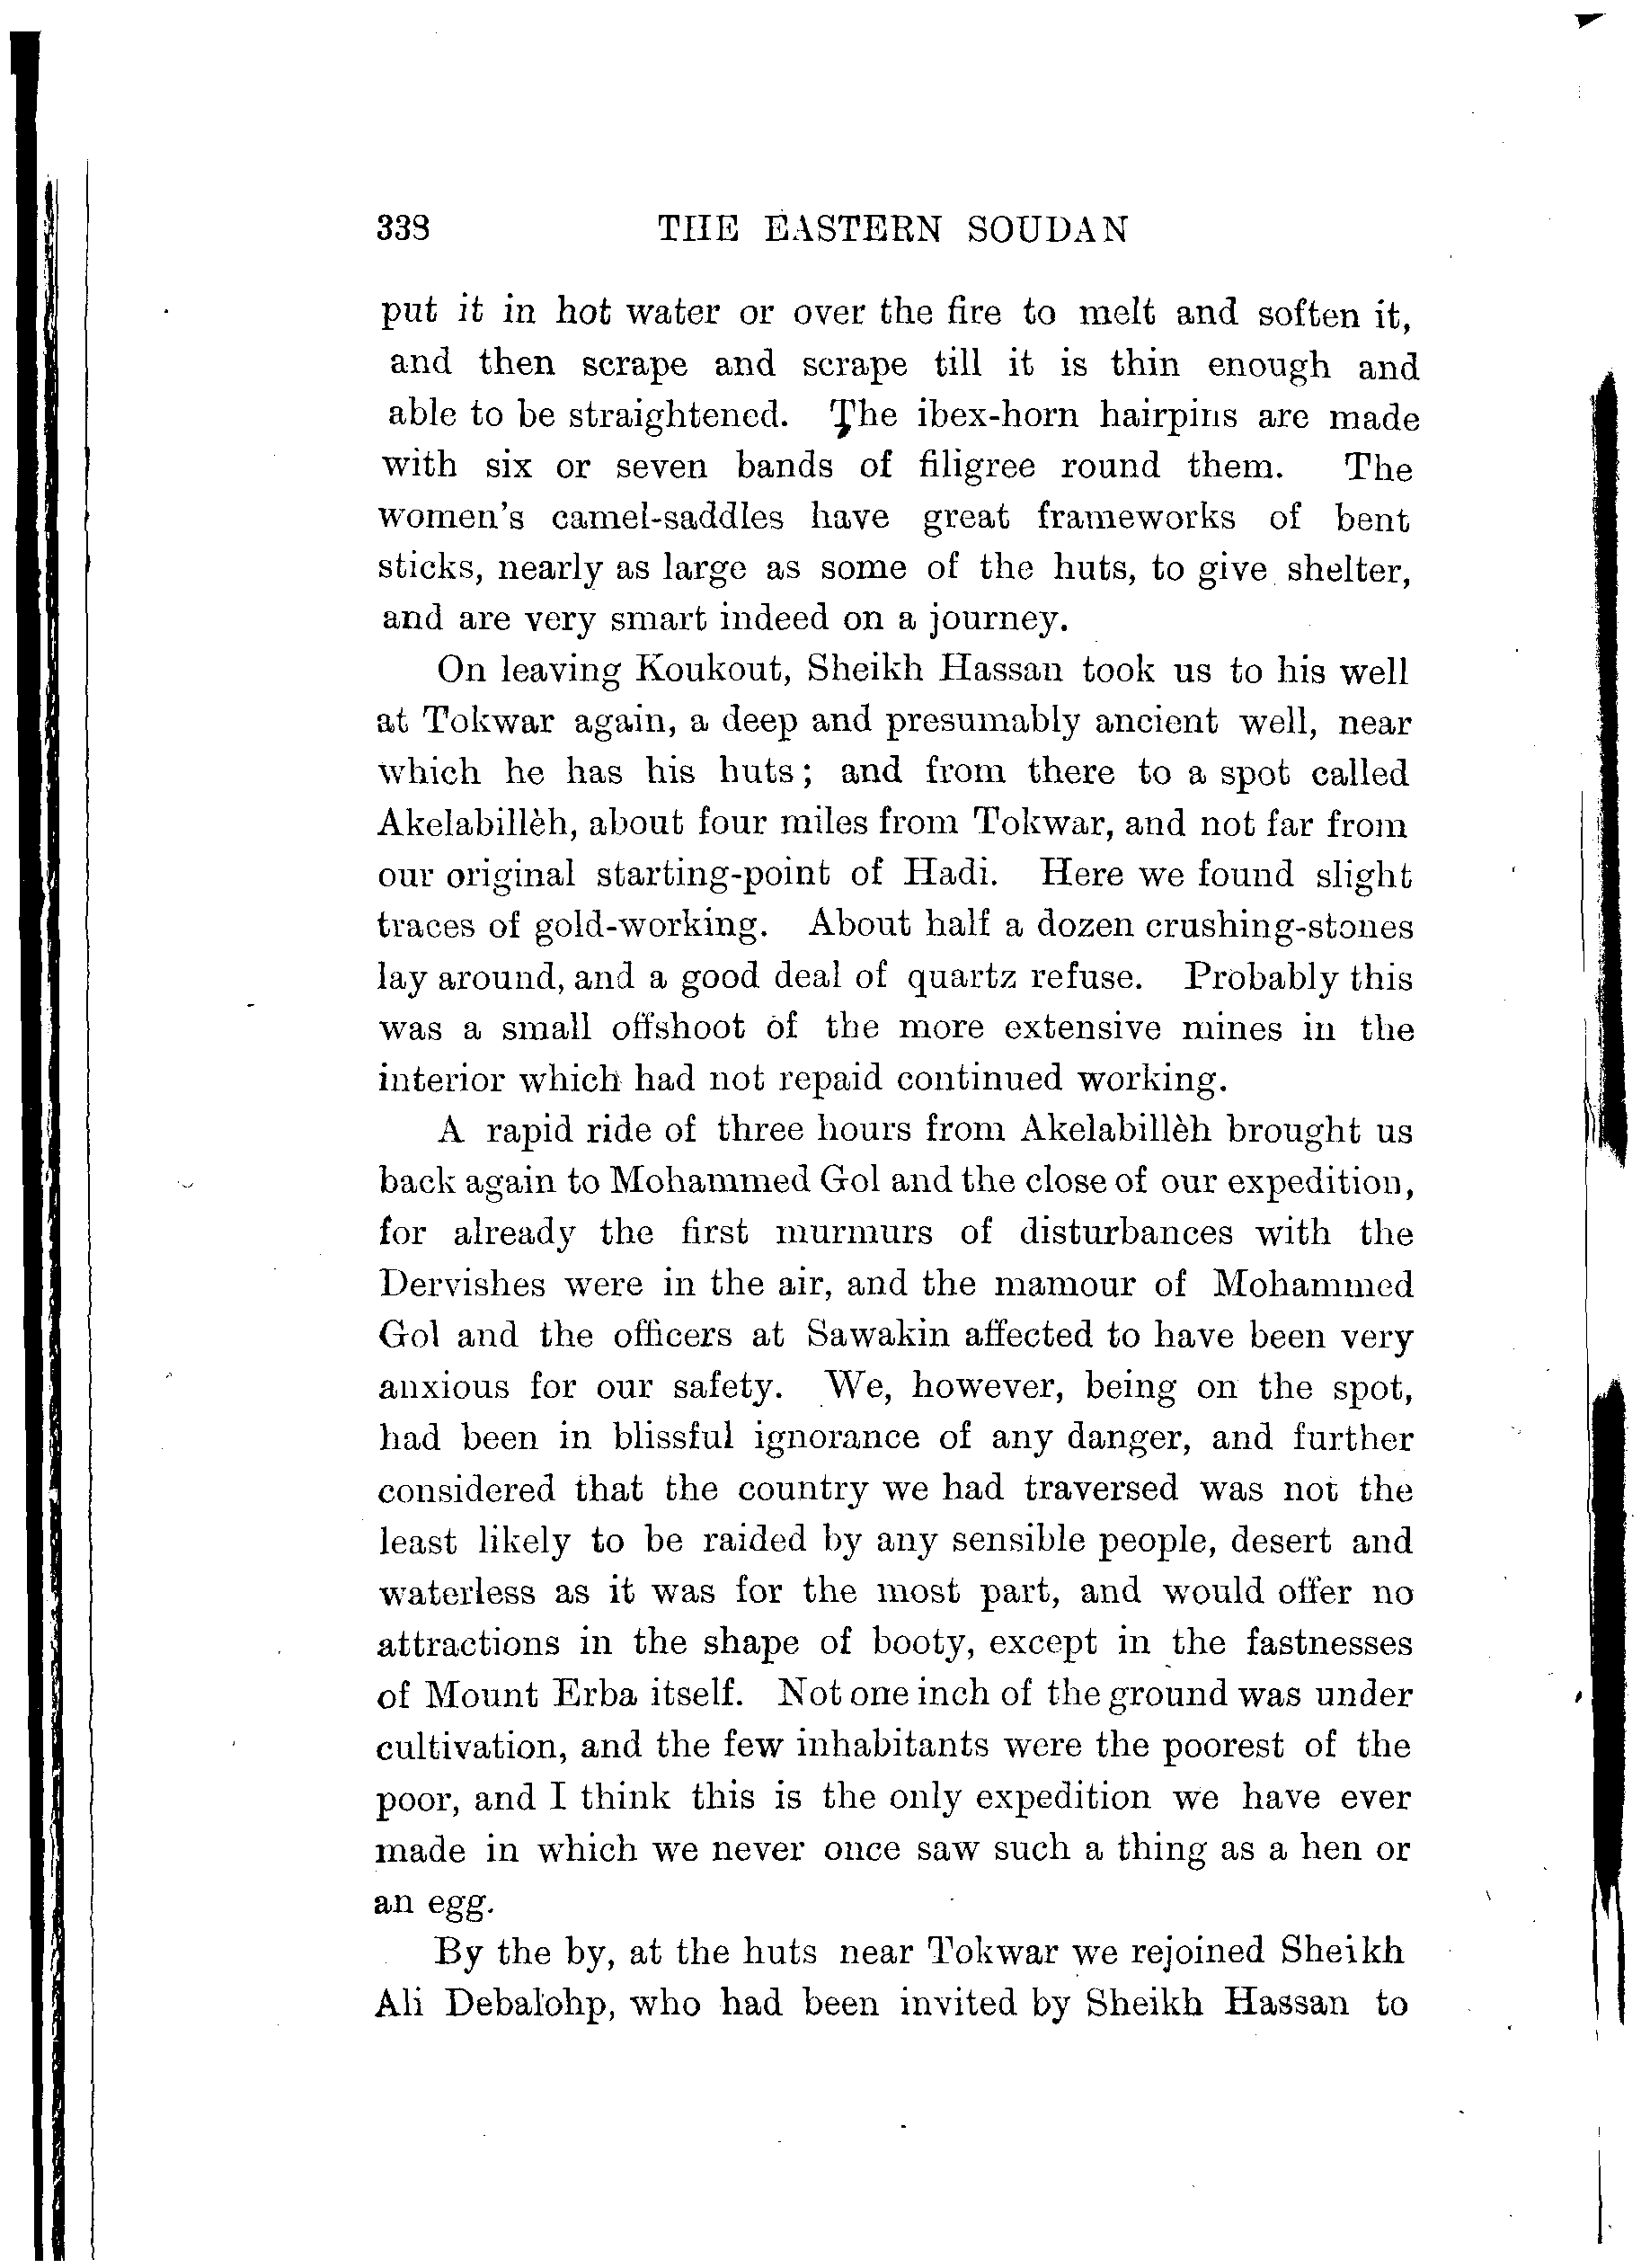 338 THE EASTERN SOUDAN
put it in hot water or over the fire to melt and soften it,
and then scrape and scrape till it is thin enough and
able to be straightened. The ibex-horn hairpins are made
with six or seven bands of filigree round them. The
women's camel-saddles have great frameworks of bent
sticks, nearly as large as some of the huts, to give shelter,
and are very smart indeed on a journey.
On leaving Koukout, Sheikh Hassan took us to his well
at Tokwar again, a deep and presumably ancient well, near
which he has his huts; and from there to a spot called
Akelabillèh, about four miles from Tokwar, and not far from
our original starting-point of Hadi. Here we found slight
traces of gold-working. About half a dozen crushing-stones
lay around, and a good deal of quartz refuse. Probably this
was a small offshoot of the more extensive mines in the
interior which had not repaid continued working.
A rapid ride of three hours from Akelabillèh brought us
back again to Mohammed Gol and the close of our expedition,
for already the first murmurs of disturbances with the
Dervishes were in the air, and the mamour of Mohammed
Gol and the officers at Sawakin affected to have been very
anxious for our safety. We, however, being on the spot,
had been in blissful ignorance of any danger, and further
considered that the country we had traversed was not the
least likely to be raided by any sensible people, desert and
waterless as it was for the most part, and would offer no
attractions in the shape of booty, except in the fastnesses
of Mount Erba itself. Not one inch of the ground was under
cultivation, and the few inhabitants were the poorest of the
poor, and I think this is the only expedition we have ever
made in which we never once saw such a thing as a hen or
an egg.
By the by, at the huts near Tokwar we rejoined Sheikh
Ali Debalohp, who had been invited by Sheikh Hassan to